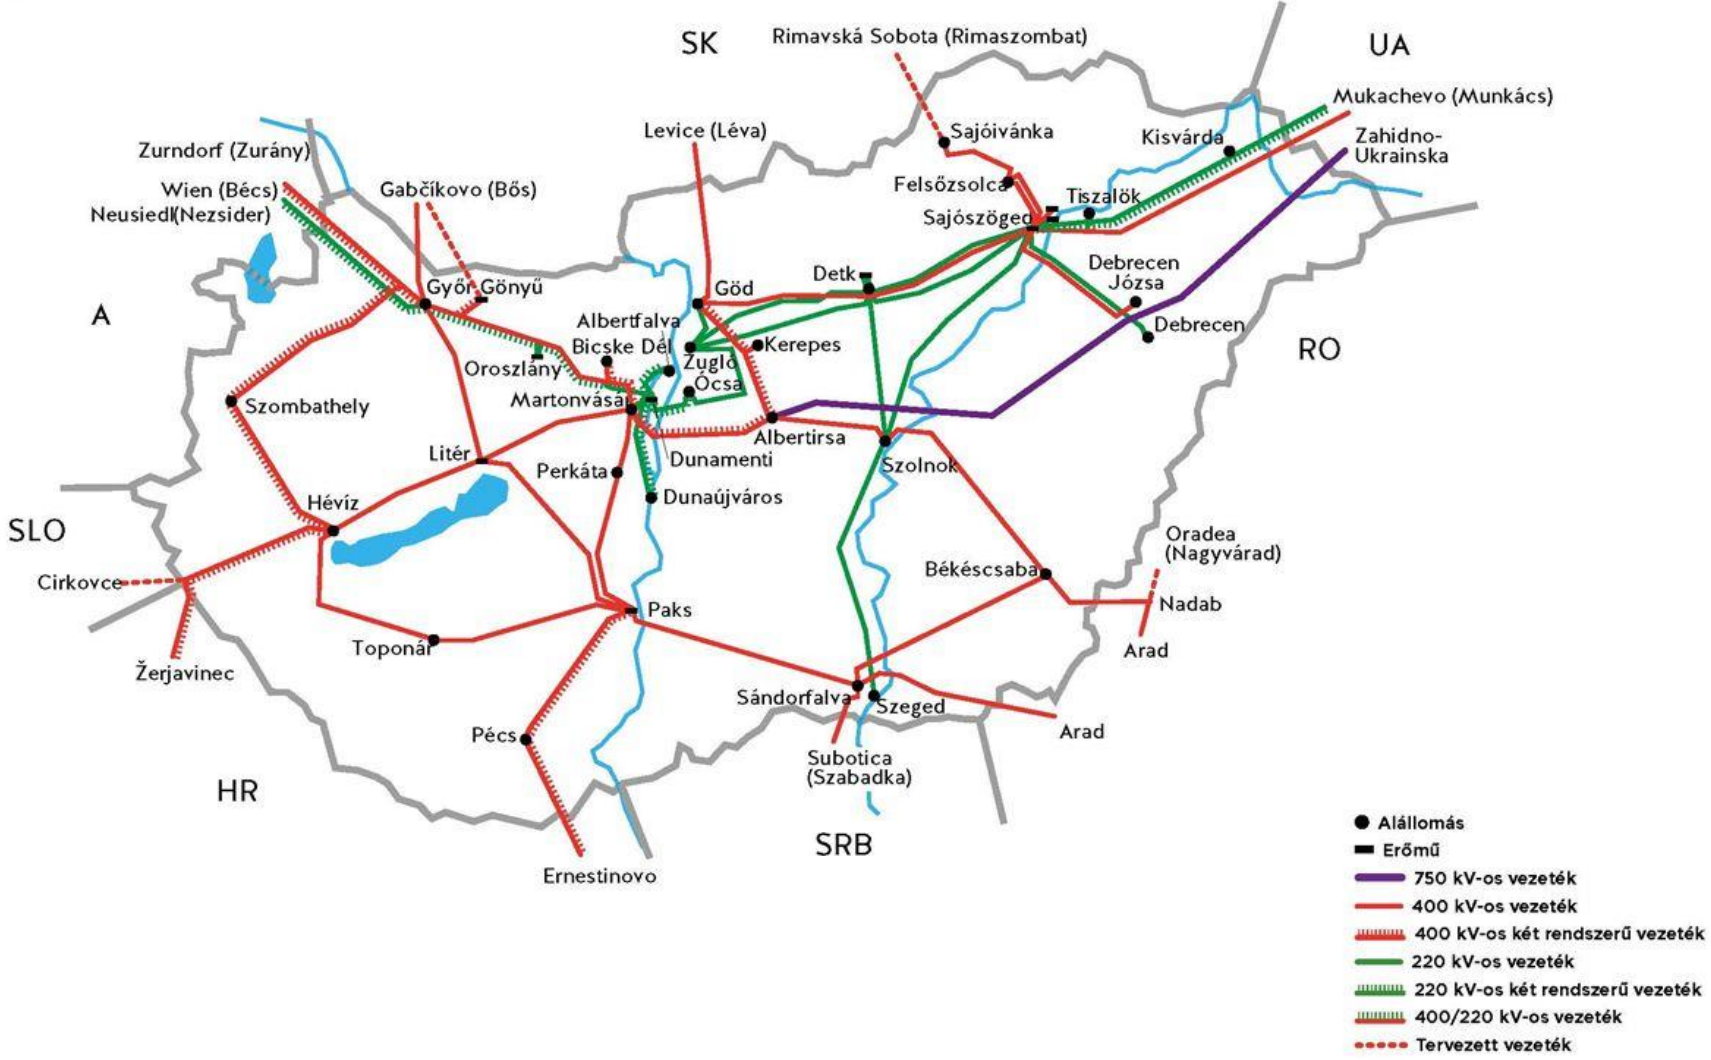 SK
Rimavská Sobota (Rimaszombat)
UA
Mukachevo (Munkács)
Levice (Léva)
Sajóivánka
Kisvárda
Zahidno-
Ukrainska
Zurndorf (Zurány)
Wien (Bécs)
Gabčíkovo (Bős)
Felsőzsolca
Tiszalök
Neusiedl(Nezsider)
Sajószöged
Detk
Debrecen
Józsa
Győr
Gönyű
Göd
A
Albertfalva
Debrecen
Bicske Dél
Kerepes
RO
Oroszlány
Zugló
Ócsa
Martonvásár
Szombathely
Albertirsa
Litér
Dunamenti
Szolnok
Perkáta
Dunaújváros
Hévíz
SLO
Oradea
(Nagyvárad)
Cirkovce
Békéscsaba
Paks
Nadab
Toponár
Arad
Žerjavinec
Sándorfalva
Szeged
Pécs
Arad
Subotica
(Szabadka)
HR
SRB
Ernestinovo
Alállomás
Erőmű
750 kV-os vezeték
400 kV-os vezeték
400 kV-os két rendszerű vezeték
220 kV-os vezeték
220 kV-os két rendszerű vezeték
400/220 kV-os vezeték
Tervezett vezeték